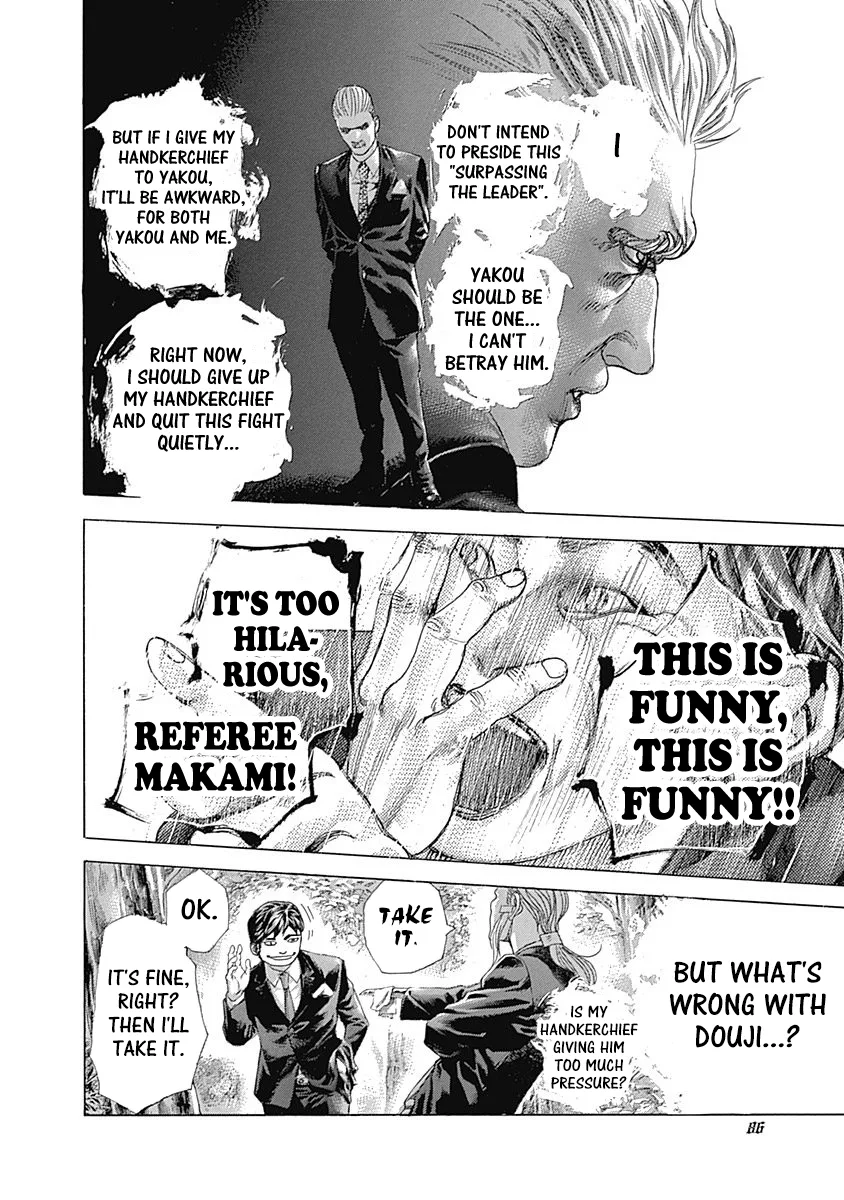 I
DON'T INTEND
TO PRESIDE THIS
"SURPASSING
THE LEADER".
YAKOU
SHOULD BE
THE ONE...
I CAN'T
BETRAY HIM.
BUT IF I GIVE MY
HANDKERCHIEF
TO YAKOU,
IT'LL BE AWKWARD,
FOR BOTH
YAKOU AND ME.
RIGHT NOW,
I SHOULD GIVE UP
MY HANDKERCHIEF
AND QUIT THIS FIGHT
QUIETLY...
THIS IS
FUNNY,
THIS IS
FUNNY!!
IT'S TOO
HILA-
RIOUS,
REFEREE
MAKAMI!
BUT WHAT'S
WRONG WITH
DOUJI...?
IS MY
HANDKERCHIEF
GIVING HIM
TOO MUCH
PRESSURE?
TAKE
IT.
OK.
IT'S FINE,
RIGHT?
THEN I'LL
TAKE IT.
86